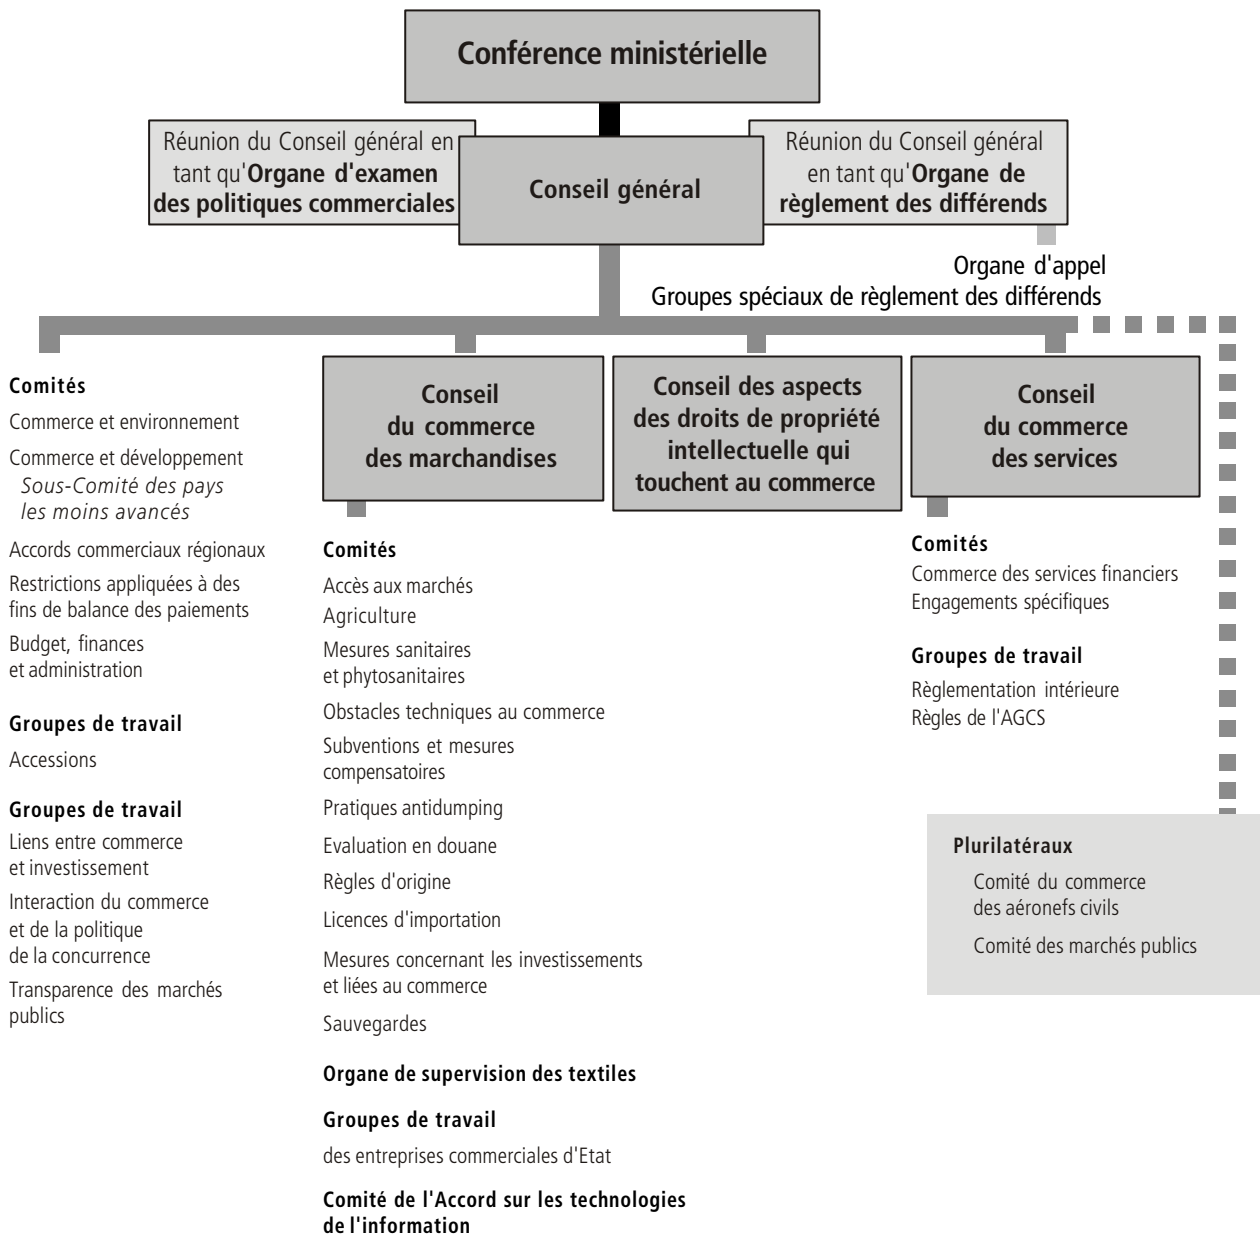 Conférence ministérielle
Réunion du Conseil général en
tant qu'Organe d'examen
des politiques commerciales
Conseil général
Réunion du Conseil général
en tant qu'Organe de
règlement des différends
Organe d'appel
Groupes spéciaux de règlement des différends
Comités
Commerce et environnement
Commerce et développement
Sous-Comité des pays
les moins avancés
Accords commerciaux régionaux
Restrictions appliquées à des
fins de balance des paiements
Budget, finances
et administration
Groupes de travail
Accessions
Groupes de travail
Liens entre commerce
et investissement
Interaction du commerce
et de la politique
de la concurrence
Transparence des marchés
publics
Conseil
du commerce
des marchandises
Comités
Accès aux marchés
Agriculture
Mesures sanitaires
et phytosanitaires
Obstacles techniques au commerce
Subventions et mesures
compensatoires
Pratiques antidumping
Evaluation en douane
Règles d'origine
Licences d'importation
Mesures concernant les investissements
et liées au commerce
Sauvegardes
Organe de supervision des textiles
Groupes de travail
des entreprises commerciales d'Etat
Comité de l'Accord sur les technologies
de l'information
Conseil des aspects
des droits de propriété
intellectuelle qui
touchent au commerce
Conseil
du commerce
des services
Comités
Commerce des services financiers
Engagements spécifiques
Groupes de travail
Règlementation intérieure
Règles de l'AGCS
Plurilatéraux
Comité du commerce
des aéronefs civils
Comité des marchés publics